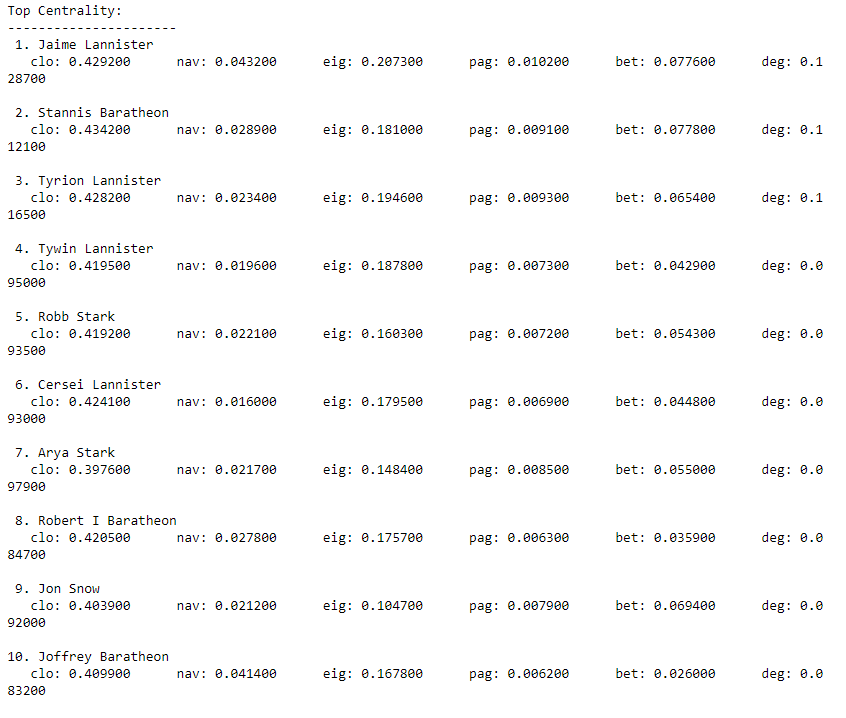 Top Centrality:
----------------------
1. Jaime Lannister
clo: 0.429200 nav: 0.043200 eig: 0.207300 pag: 0.010200 bet: 0.077600 deg: 0.1
28700
2. Stannis Baratheon
clo: 0.434200 nav: 0.028900 eig: 0.181000 pag: 0.009100 bet: 0.077800 deg: 0.1
12100
3. Tyrion Lannister
clo: 0.428200 nav: 0.023400 eig: 0.194600 pag: 0.009300 bet: 0.065400 deg: 0.1
16500
4. Tywin Lannister
clo: 0.419500 nav: 0.019600 eig: 0.187800 pag: 0.007300 bet: 0.042900 deg: 0.0
95000
5. Robb Stark
clo: 0.419200 nav: 0.022100 eig: 0.160300 pag: 0.007200 bet: 0.054300 deg: 0.0
93500
6. Cersei Lannister
clo: 0.424100 nav: 0.016000 eig: 0.179500 pag: 0.006900 bet: 0.044800 deg: 0.0
93000
7. Arya Stark
clo: 0.397600 nav: 0.021700 eig: 0.148400 pag: 0.008500 bet: 0.055000 deg: 0.0
97900
8. Robert I Baratheon
clo: 0.420500 nav: 0.027800 eig: 0.175700 pag: 0.006300 bet: 0.035900 deg: 0.0
84700
9. Jon Snow
clo: 0.403900 nav: 0.021200 eig: 0.104700 pag: 0.007900 bet: 0.069400 deg: 0.0
92000
10. Joffrey Baratheon
clo: 0.409900 nav: 0.041400 eig: 0.167800 pag: 0.006200 bet: 0.026000 deg: 0.0
83200